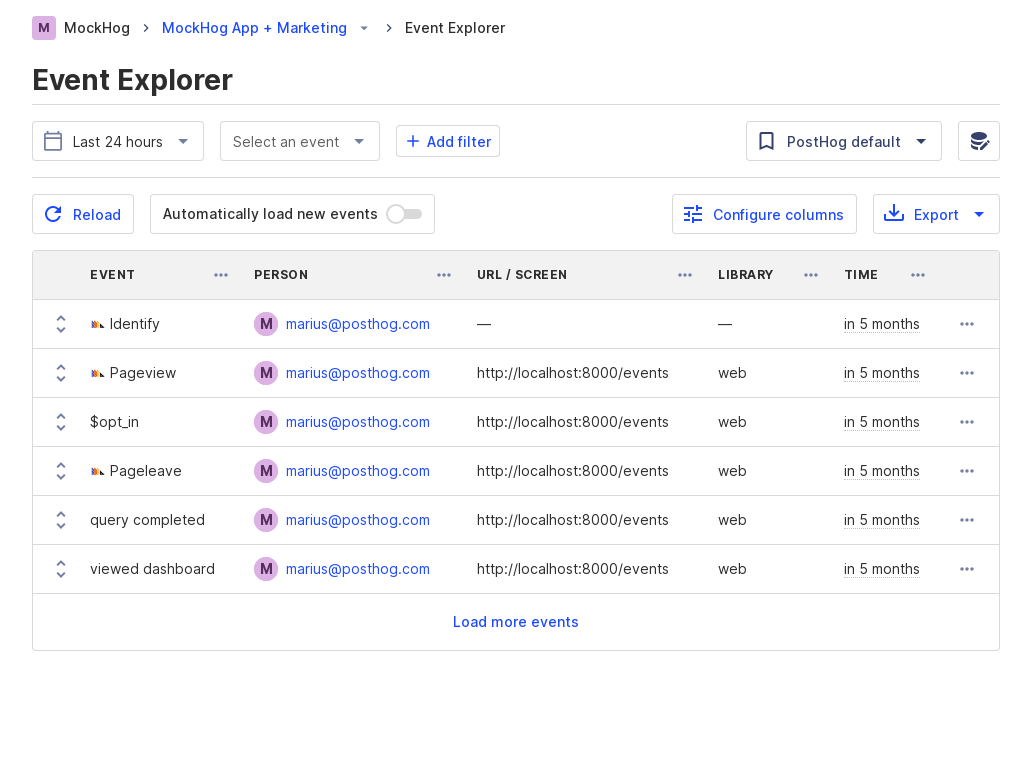 M MockHog MockHog App + Marketing Event Explorer
Event Explorer
Last 24 hours Select an event Add filter PostHog default
Reload Automatically load new events Configure columns Export
EVENT PERSON URL / SCREEN LIBRARY TIME
Identify M marius@posthog.com — — in 5 months
Pageview M marius@posthog.com http://localhost:8000/events web in 5 months
$opt_in M marius@posthog.com http://localhost:8000/events web in 5 months
Pageleave M marius@posthog.com http://localhost:8000/events web in 5 months
query completed M marius@posthog.com http://localhost:8000/events web in 5 months
viewed dashboard M marius@posthog.com http://localhost:8000/events web in 5 months
Load more events